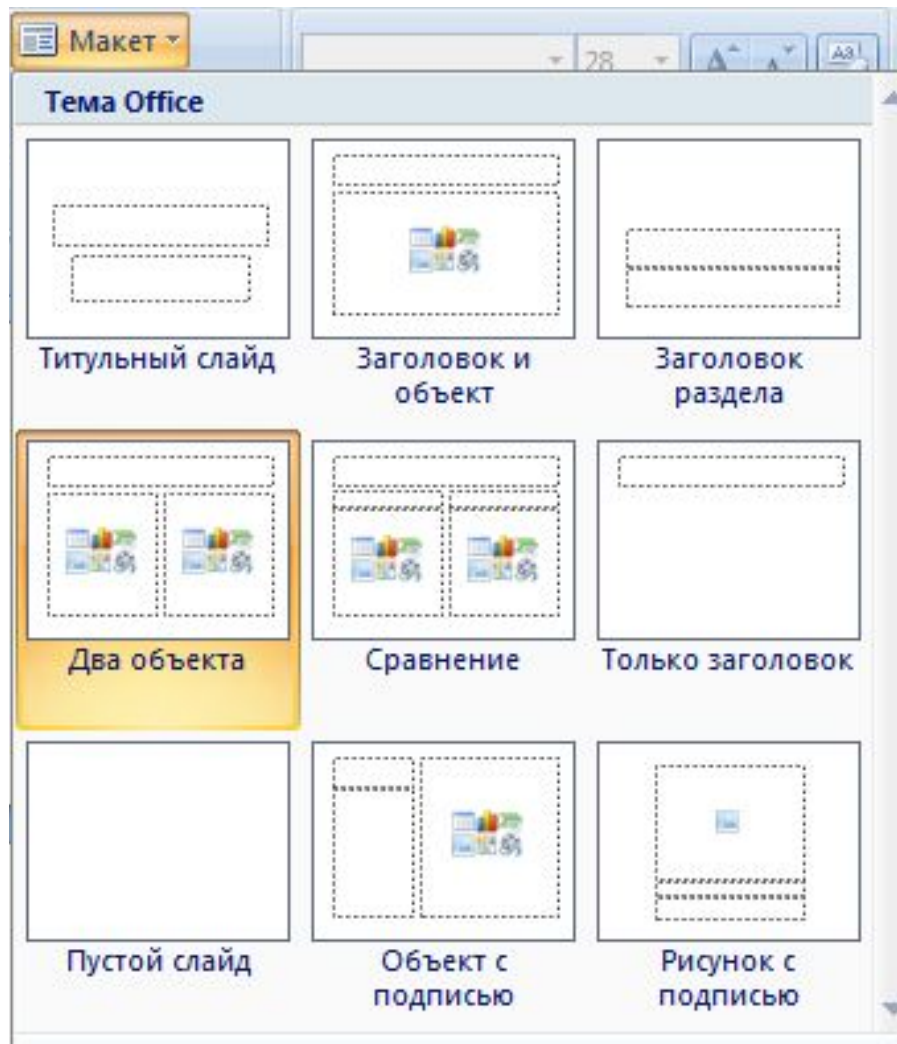 Макет
28
Тема Office
Титульный слайд
Заголовок и
объект
Заголовок
раздела
Два объекта
Сравнение
Только заголовок
Пустой слайд
Объект с
подписью
Рисунок с
подписью